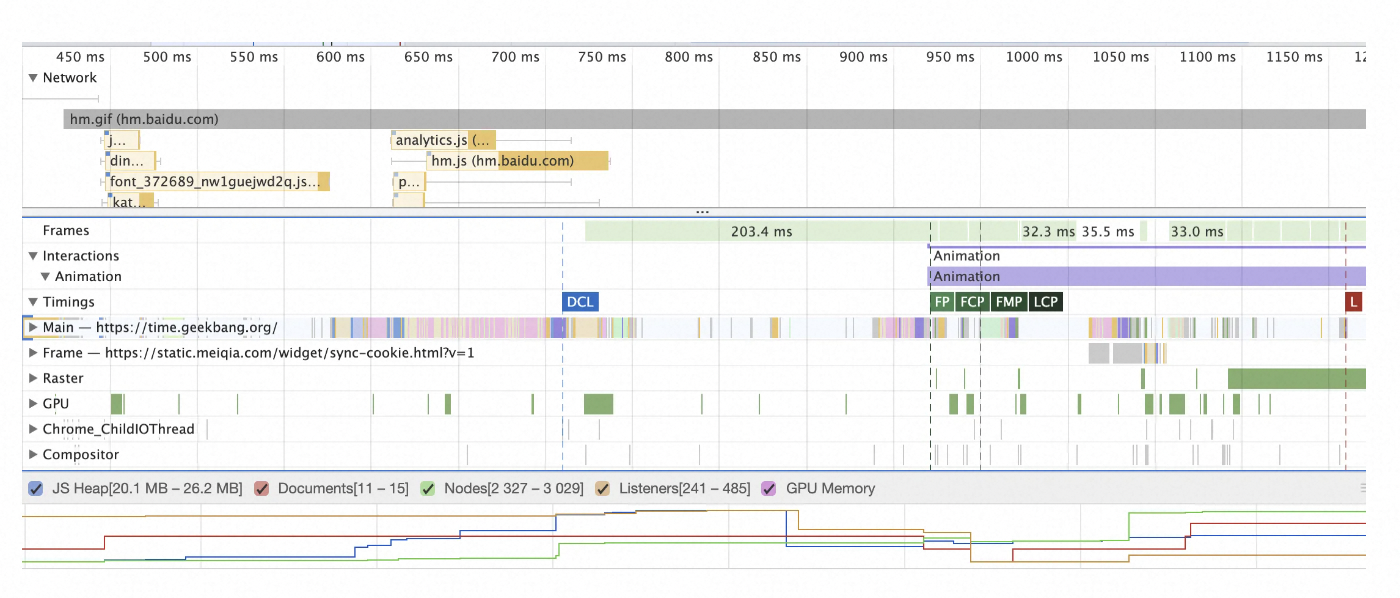 450 ms 500 ms 550 ms 600 ms 650 ms 700 ms 750 ms 800 ms 850 ms 900 ms 950 ms 1000 ms 1050 ms 1100 ms 1150 ms 12
▼ Network
hm.gif (hm.baidu.com)
j... analytics.js (...
din... hm.js (hm.baidu.com)
font_372689_nw1guejwd2q.js... p...
kat...
...
Frames 203.4 ms 32.3 ms 35.5 ms 33.0 ms
▼ Interactions Animation
▼ Animation Animation
▼ Timings DCL FP FCP FMP LCP L
▶ Main — https://time.geekbang.org/
▶ Frame — https://static.meiqia.com/widget/sync-cookie.html?v=1
▶ Raster
▶ GPU
▶ Chrome_ChildIOThread
▶ Compositor
JS Heap[20.1 MB – 26.2 MB] Documents[11 – 15] Nodes[2 327 – 3 029] Listeners[241 – 485] GPU Memory